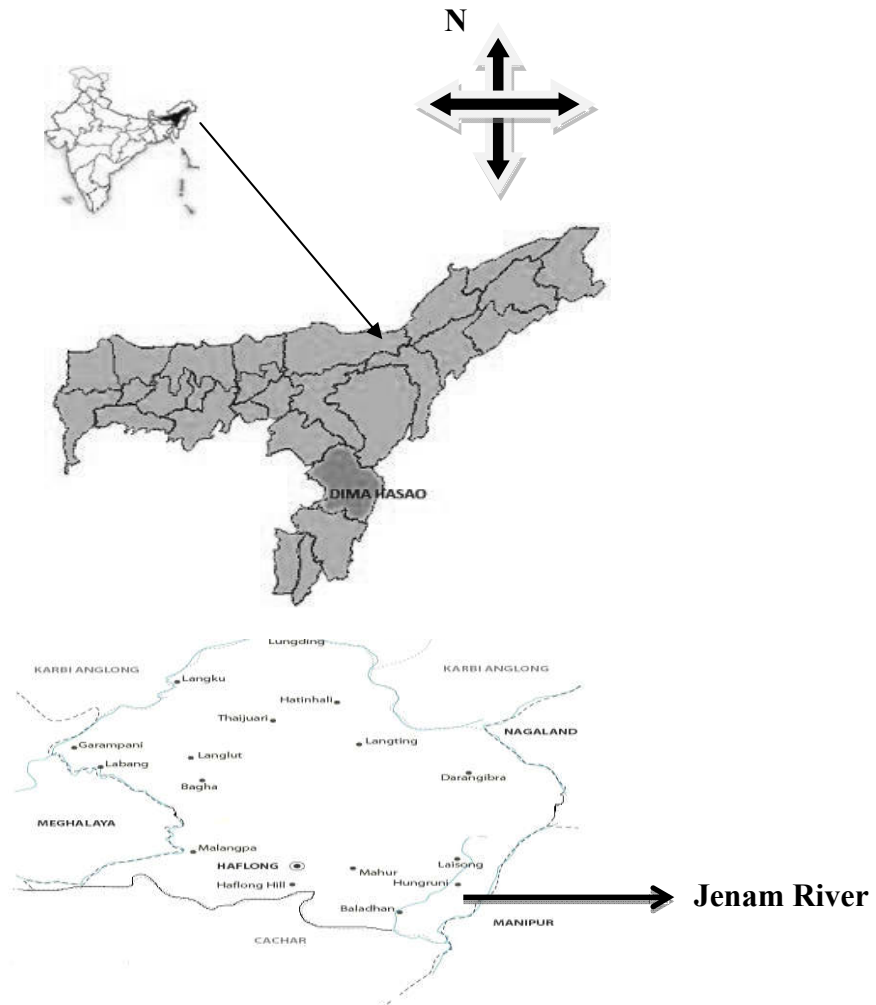 N
DIMA HASAO
Lungding
KARBI ANGLONG
KARBI ANGLONG
Langku
Hatinhali
Thaijuari
NAGALAND
Garampani
Langting
Langlut
Labang
Darangibra
Bagha
MEGHALAYA
Malangpa
Laisong
HAFLONG
Mahur
Hungruni
Haflong Hill
Jenam River
Baladhan
MANIPUR
CACHAR